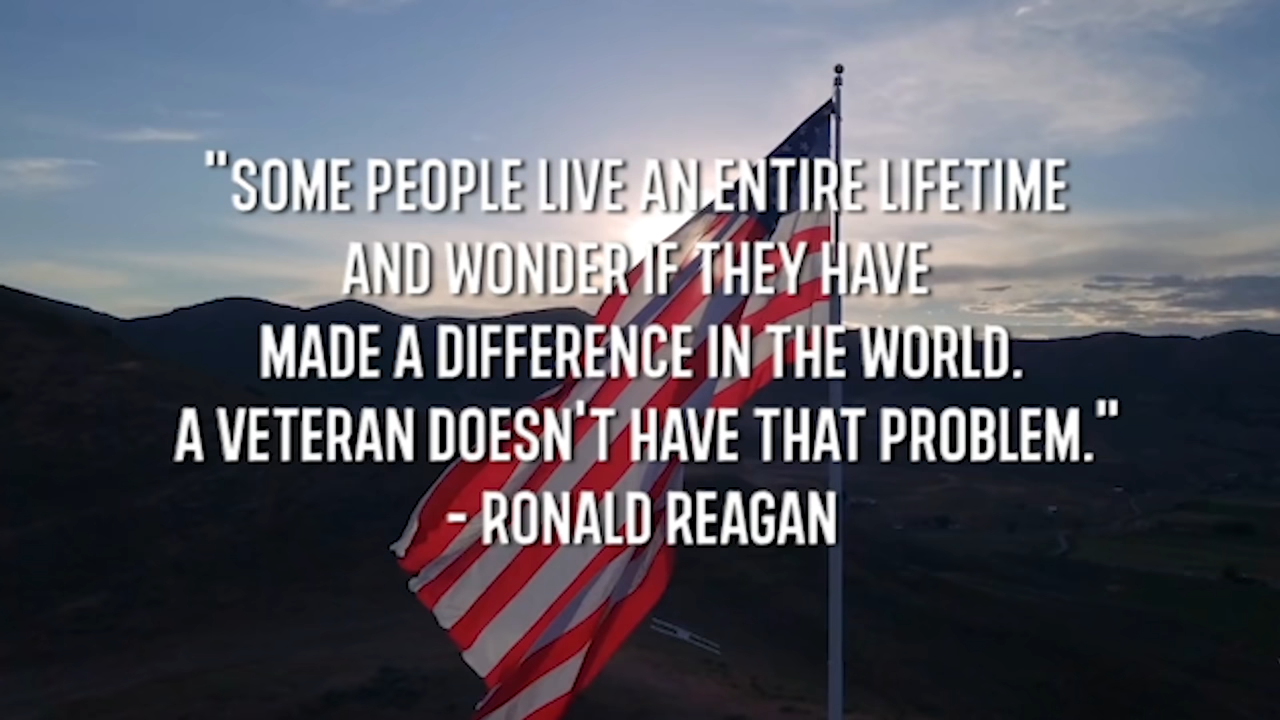 "SOME PEOPLE LIVE AN ENTIRE LIFETIME
AND WONDER IF THEY HAVE
MADE A DIFFERENCE IN THE WORLD.
A VETERAN DOESN'T HAVE THAT PROBLEM."
- RONALD REAGAN